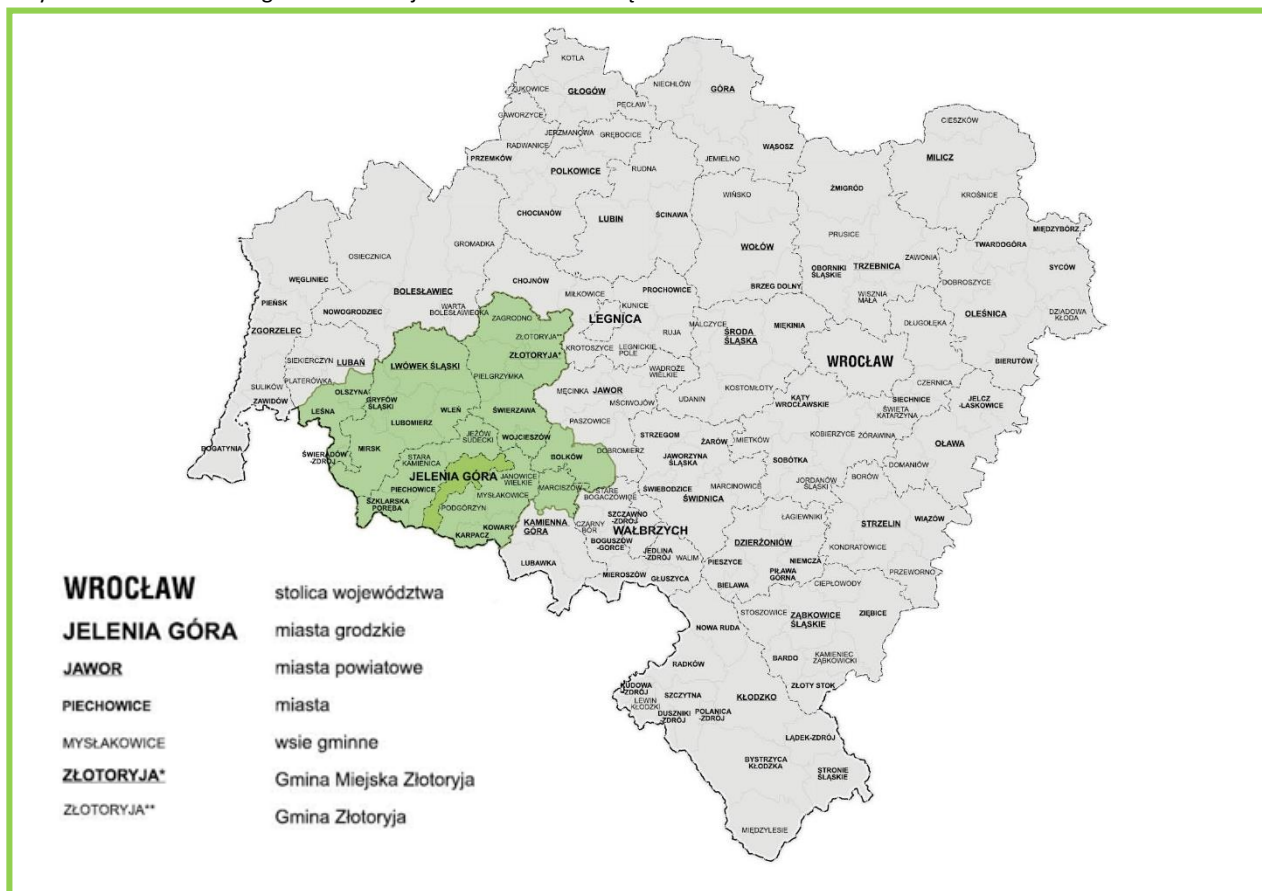 KOTLA
ŻUKOWICE
GŁOGÓW
PĘCŁAW
NIECHLÓW
GÓRA
GAWORZYCE
JERZMANOWA
GRĘBOCICE
RADWANICE
PRZEMKÓW
POLKOWICE
RUDNA
JEMIELNO
WĄSOSZ
CIESZKÓW
MILICZ
KROŚNICE
ŻMIGRÓD
WIŃSKO
CHOCIANÓW
LUBIN
ŚCINAWA
WOŁÓW
PRUSICE
TRZEBNICA
ZAWONIA
OBORNIKI
ŚLĄSKIE
WISZNIA
MAŁA
TWARDOGÓRA
MIĘDZYBÓRZ
SYCÓW
DOBROSZYCE
OLEŚNICA
DZIADOWA
KŁODA
DŁUGOŁĘKA
BIERUTÓW
OSIECZNICA
GROMADKA
WĘGLINIEC
PIEŃSK
BOLESŁAWIEC
NOWOGRODZIEC
WARTA
BOLESŁAWIECKA
ZGORZELEC
CHOJNÓW
MIŁKOWICE
KUNICE
PROCHOWICE
BRZEG DOLNY
LEGNICA
ZAGRODNO
ZŁOTORYJA**
ZŁOTORYJA*
KROTOSZYCE
LEGNICKIE
POLE
RUJA
MALCZYCE
ŚRODA
ŚLĄSKA
MIĘKINIA
WROCŁAW
WĄDROŻE
WIELKIE
SIEKIERCZYN
LUBAŃ
PLATERÓWKA
SULIKÓW
ZAWIDÓW
BOGATYNIA
LWÓWEK ŚLĄSKI
PIELGRZYMKA
OLSZYNA
GRYFÓW
ŚLĄSKI
LEŚNA
LUBOMIERZ
WLEŃ
ŚWIERZAWA
MIRSK
ŚWIERADÓW-
ZDRÓJ
STARA
KAMIENICA
JEŻÓW
SUDECKI
WOJCIESZÓW
BOLKÓW
JELENIA GÓRA
JANOWICE
WIELKIE
MARCISZÓW
PIECHOWICE
SZKLARSKA
PORĘBA
MYSŁAKOWICE
PODGÓRZYN
KOWARY
KARPACZ
MĘCINKA
JAWOR
MŚCIWOJÓW
UDANIN
KOSTOMŁOTY
PASZOWICE
DOBROMIERZ
STRZEGOM
ŻARÓW
MIETKÓW
KĄTY
WROCŁAWSKIE
SIECHNICE
ŚWIĘTA
KATARZYNA
CZERNICA
JELCZ
-LASKOWICE
KOBIERZYCE
ŻÓRAWINA
OŁAWA
DOMANIÓW
JAWORZYNA
ŚLĄSKA
SOBÓTKA
ŚWIEBODZICE
ŚWIDNICA
MARCINOWICE
JORDANÓW
ŚLĄSKI
BORÓW
STARE
BOGACZOWICE
SZCZAWNO
-ZDRÓJ
KAMIENNA
GÓRA
CZARNY
BÓR
WAŁBRZYCH
BOGUSZÓW
-GORCE
JEDLINA
-ZDRÓJ
WALIM
LUBAWKA
MIEROSZÓW
GŁUSZYCA
ŁAGIEWNIKI
STRZELIN
WIĄZÓW
DZIERŻONIÓW
KONDRATOWICE
PIESZYCE
PIŁAWA
GÓRNA
NIEMCZA
PRZEWORNO
BIELAWA
CIEPŁOWODY
NOWA RUDA
STOSZOWICE
ZĄBKOWICE
ŚLĄSKIE
ZIĘBICE
RADKÓW
BARDO
KAMIENIEC
ZĄBKOWICKI
KUDOWA
-ZDRÓJ
LEWIN
KŁODZKI
SZCZYTNA
DUSZNIKI
-ZDRÓJ
POLANICA
-ZDRÓJ
KŁODZKO
ZŁOTY STOK
LĄDEK-ZDRÓJ
BYSTRZYCA
KŁODZKA
STRONIE
ŚLĄSKIE
MIĘDZYLESIE
WROCŁAW stolica województwa
JELENIA GÓRA miasta grodzkie
JAWOR miasta powiatowe
PIECHOWICE miasta
MYSŁAKOWICE wsie gminne
ZŁOTORYJA* Gmina Miejska Złotoryja
ZŁOTORYJA** Gmina Złotoryja